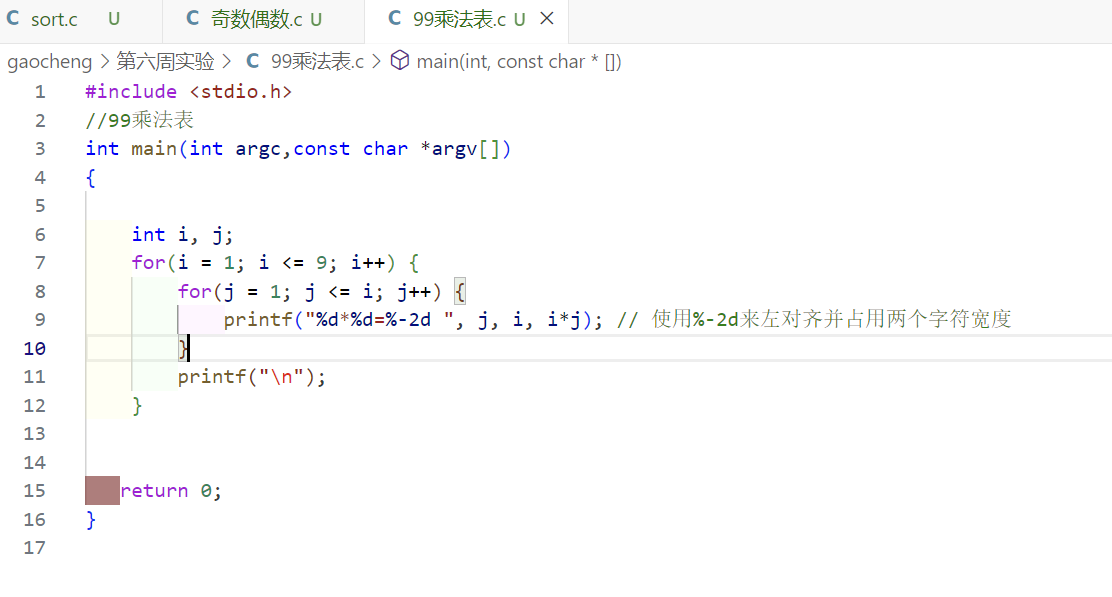 C sort.c U C 奇数偶数.c U C 99乘法表.c U ×
gaocheng > 第六周实验 > C 99乘法表.c > main(int, const char * [])
1 #include <stdio.h>
2 //99乘法表
3 int main(int argc,const char *argv[])
4 {
5
6 int i, j;
7 for(i = 1; i <= 9; i++) {
8 for(j = 1; j <= i; j++) {
9 printf("%d*%d=%-2d ", j, i, i*j); // 使用%-2d来左对齐并占用两个字符宽度
10 }
11 printf("\n");
12 }
13
14
15 return 0;
16 }
17